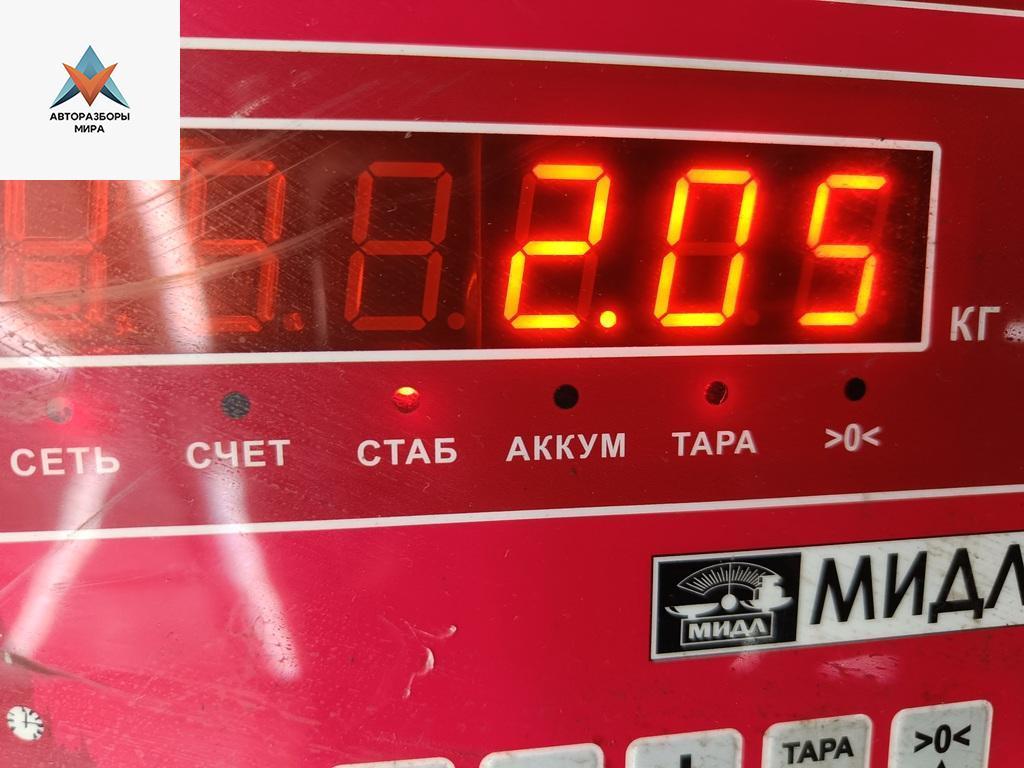 АВТОРАЗБОРЫ
МИРА
2.05
КГ
СЕТЬ СЧЕТ СТАБ АККУМ ТАРА >0<
МИДЛ МИДЛ
ТАРА >0<